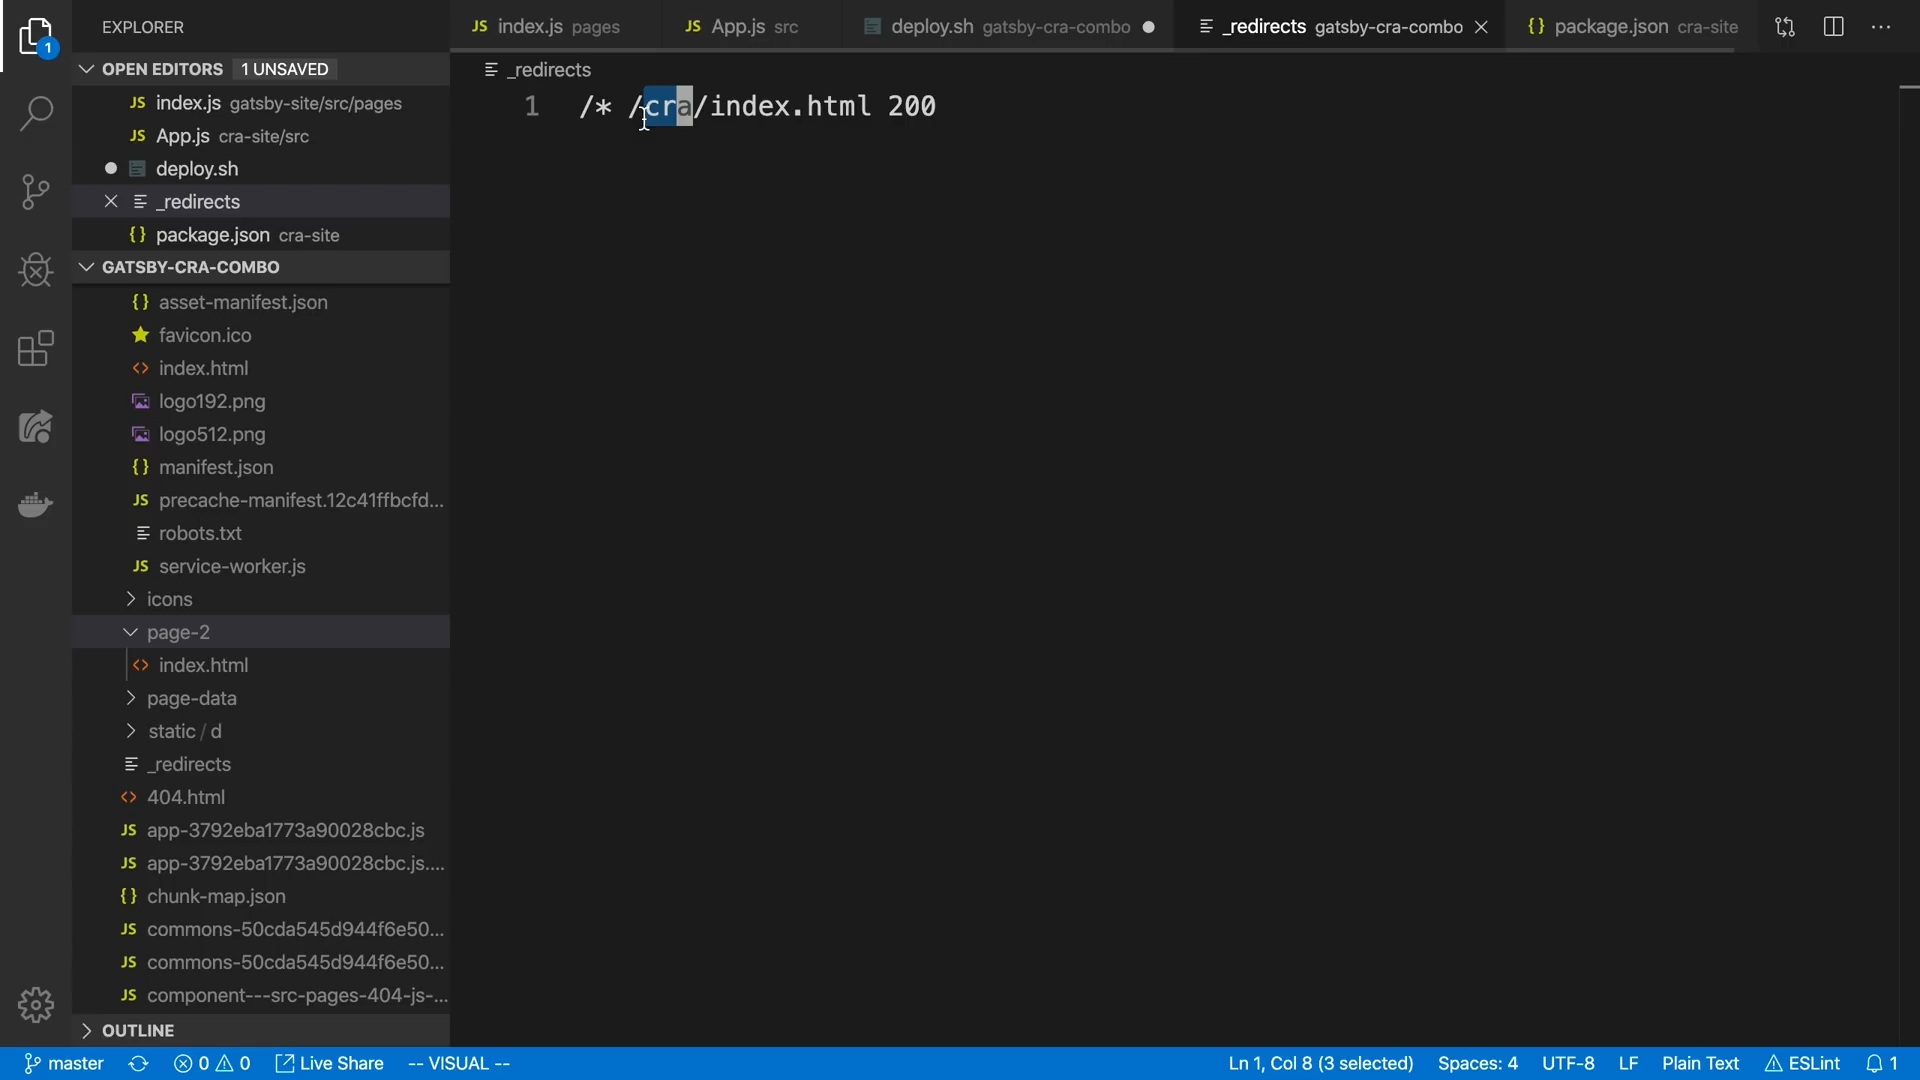 EXPLORER
JS index.js pages
JS App.js src
deploy.sh gatsby-cra-combo
_redirects gatsby-cra-combo
{} package.json cra-site
1
OPEN EDITORS 1 UNSAVED
JS index.js gatsby-site/src/pages
JS App.js cra-site/src
deploy.sh
_redirects
{} package.json cra-site
GATSBY-CRA-COMBO
{} asset-manifest.json
favicon.ico
<> index.html
logo192.png
logo512.png
{} manifest.json
JS precache-manifest.12c41ffbcfd...
robots.txt
JS service-worker.js
icons
page-2
<> index.html
page-data
static / d
_redirects
<> 404.html
JS app-3792eba1773a90028cbc.js
JS app-3792eba1773a90028cbc.js....
{} chunk-map.json
JS commons-50cda545d944f6e50...
JS commons-50cda545d944f6e50...
JS component---src-pages-404-js-...
OUTLINE
_redirects
1 /* /cra/index.html 200
master 0 0 Live Share -- VISUAL -- Ln 1, Col 8 (3 selected) Spaces: 4 UTF-8 LF Plain Text ESLint 1